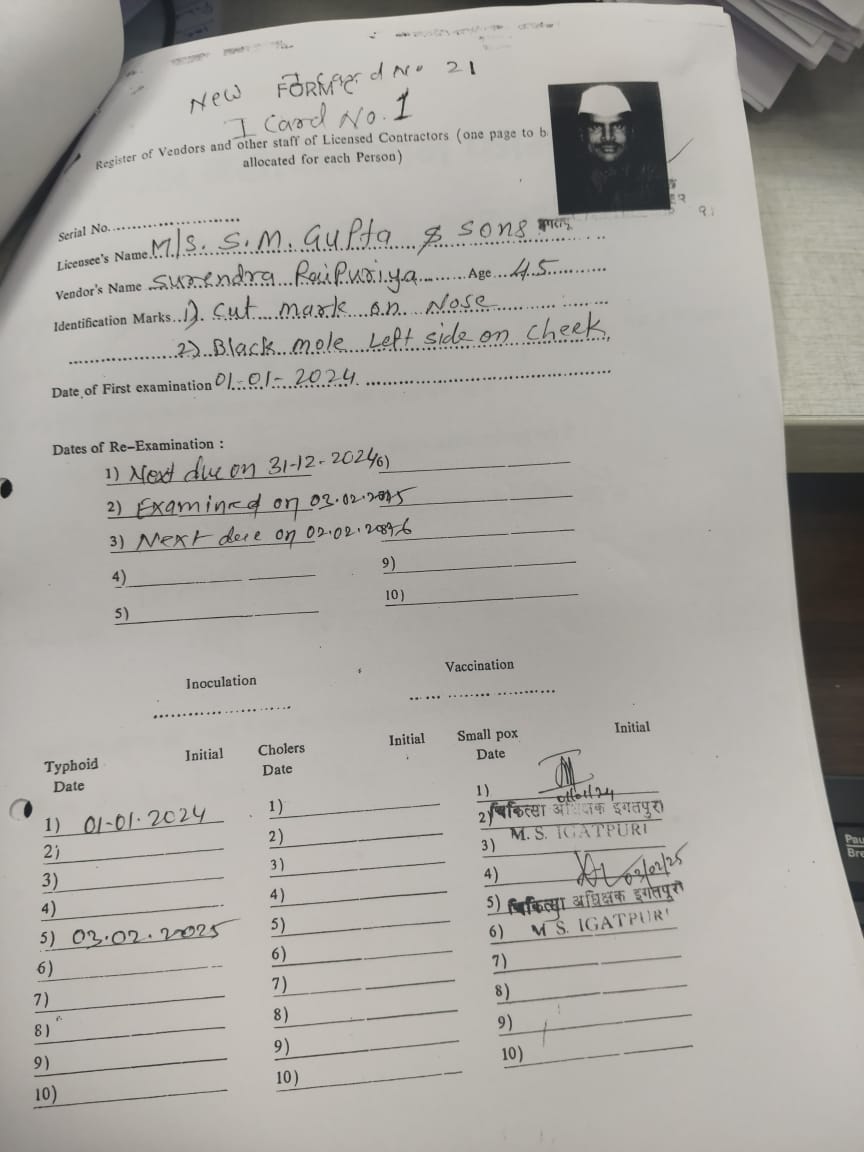 New FORM C I Card No 21
I Card No. 1
Register of Vendors and other staff of Licensed Contractors (one page to b
allocated for each Person)
Serial No.
Licensee's Name M/S. S.M. Gupta & Sons
Vendor's Name Surendra Raipuriya Age 45
Identification Marks 1). Cut mark on Nose
2) Black mole Left side on cheek
Date of First examination 01-01-2024.
Dates of Re-Examination :
1) Next due on 31-12-2024 6)
2) Examined on 03.02.2025
3) Next due on 02.02.2026
4)
9)
5)
10)
Inoculation Vaccination
Typhoid Initial Cholers Initial Small pox Initial
Date Date Date
1) 01-01-2024 1) 1) 01/01/24
2) 2) 2) चिकित्सा अधिक्षक इगतपुरी
M. S. IGATPURI
3) 3) 3)
4) 4) 4) 03/02/25
5) 03.02.2025 5) 5) चिकित्सा अधिक्षक इगतपुरी
6) 6) 6) M S. IGATPURI
7) 7) 7)
8) 8) 8)
9) 9) 9)
10) 10) 10)
Pau
Bre